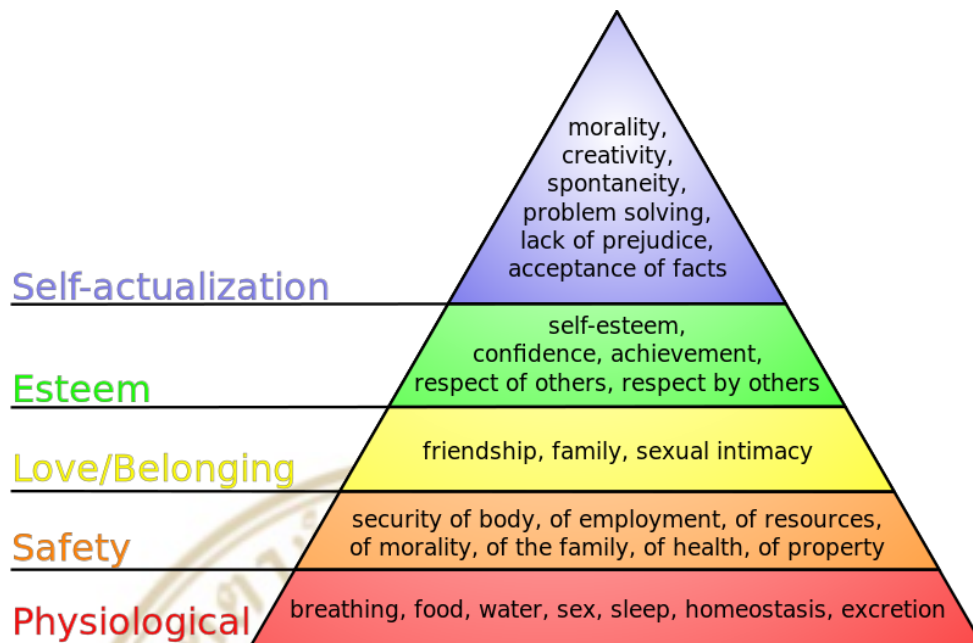 morality,
creativity,
spontaneity,
problem solving,
lack of prejudice,
acceptance of facts
Self-actualization
self-esteem,
confidence, achievement,
respect of others, respect by others
Esteem
friendship, family, sexual intimacy
Love/Belonging
security of body, of employment, of resources,
of morality, of the family, of health, of property
Safety
breathing, food, water, sex, sleep, homeostasis, excretion
Physiological